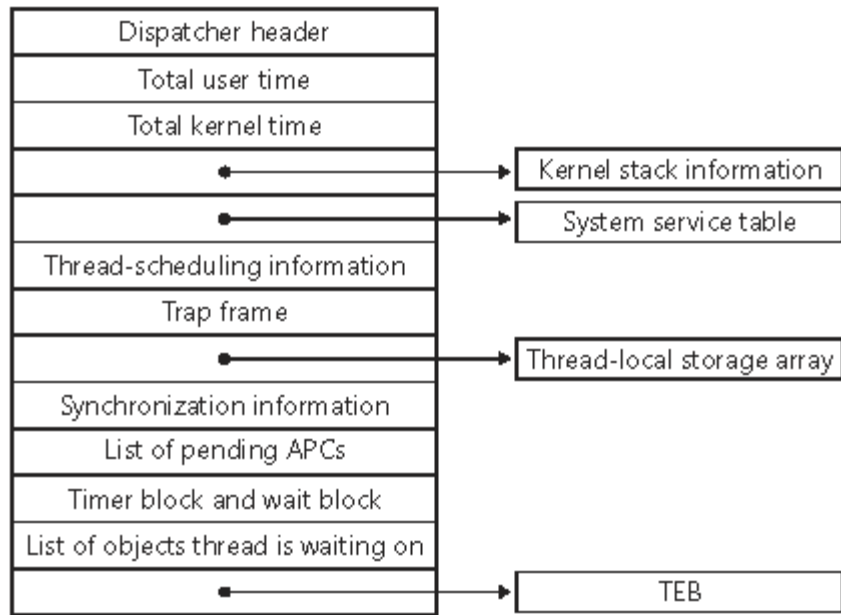 Dispatcher header
Total user time
Total kernel time
Kernel stack information
System service table
Thread-scheduling information
Trap frame
Thread-local storage array
Synchronization information
List of pending APCs
Timer block and wait block
List of objects thread is waiting on
TEB